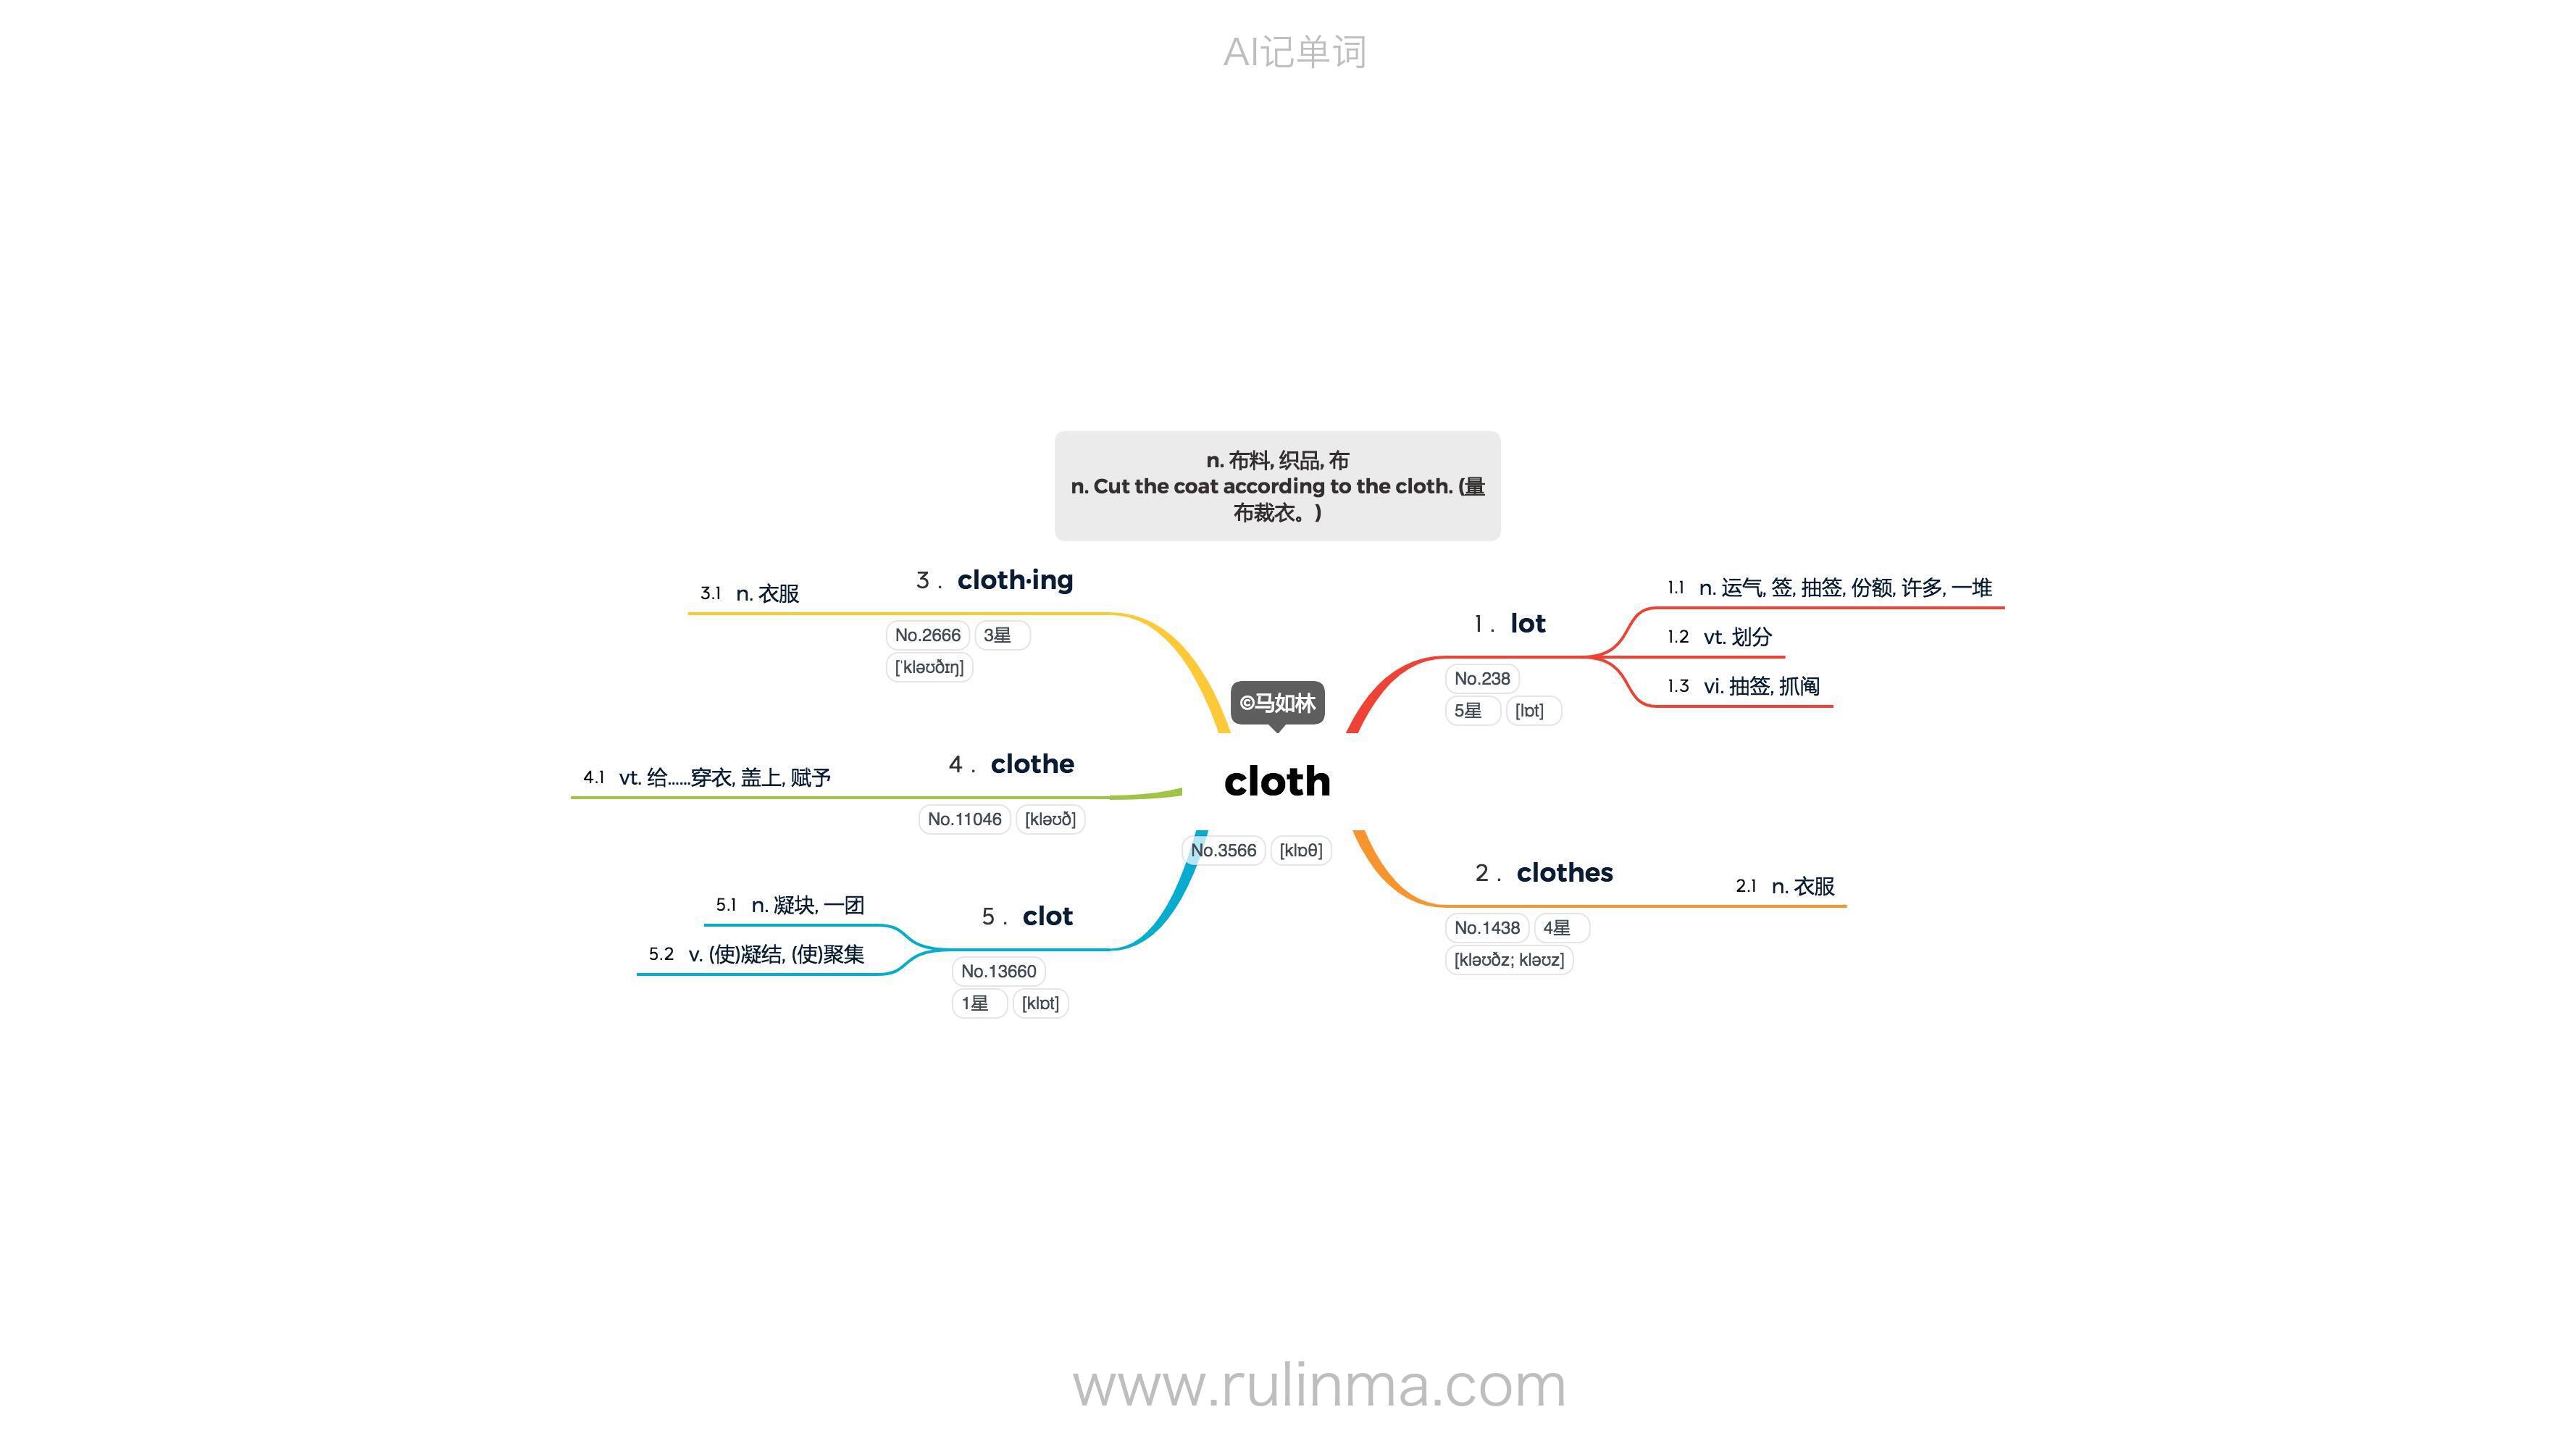 AI记单词
n. 布料, 织品, 布
n. Cut the coat according to the cloth. (量
布裁衣。)
©马如林
cloth
No.3566 [klɒθ]
1 . lot
No.238
5星 [lɒt]
1.1 n. 运气, 签, 抽签, 份额, 许多, 一堆
1.2 vt. 划分
1.3 vi. 抽签, 抓阄
2 . clothes
No.1438 4星
[kləʊðz; kləʊz]
2.1 n. 衣服
3 . cloth·ing
No.2666 3星
[ˈkləʊðɪŋ]
3.1 n. 衣服
4 . clothe
No.11046 [kləʊð]
4.1 vt. 给……穿衣, 盖上, 赋予
5 . clot
No.13660
1星 [klɒt]
5.1 n. 凝块, 一团
5.2 v. (使)凝结, (使)聚集
www.rulinma.com